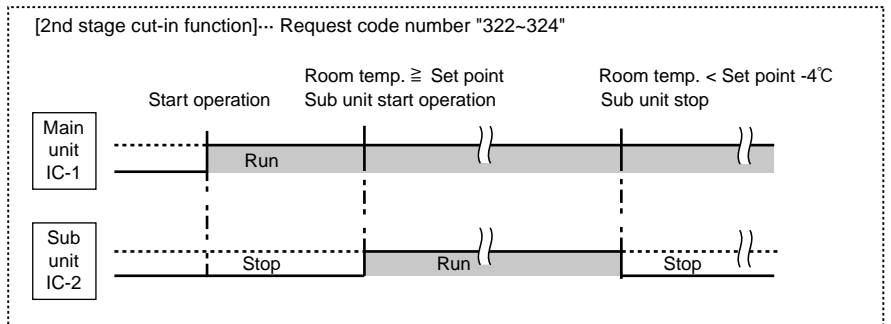 [2nd stage cut-in function]··· Request code number "322~324"
Room temp. ≧ Set point
Room temp. < Set point -4℃
Start operation
Sub unit start operation
Sub unit stop
Main
unit
IC-1
Run
Sub
unit
IC-2
Stop
Run
Stop